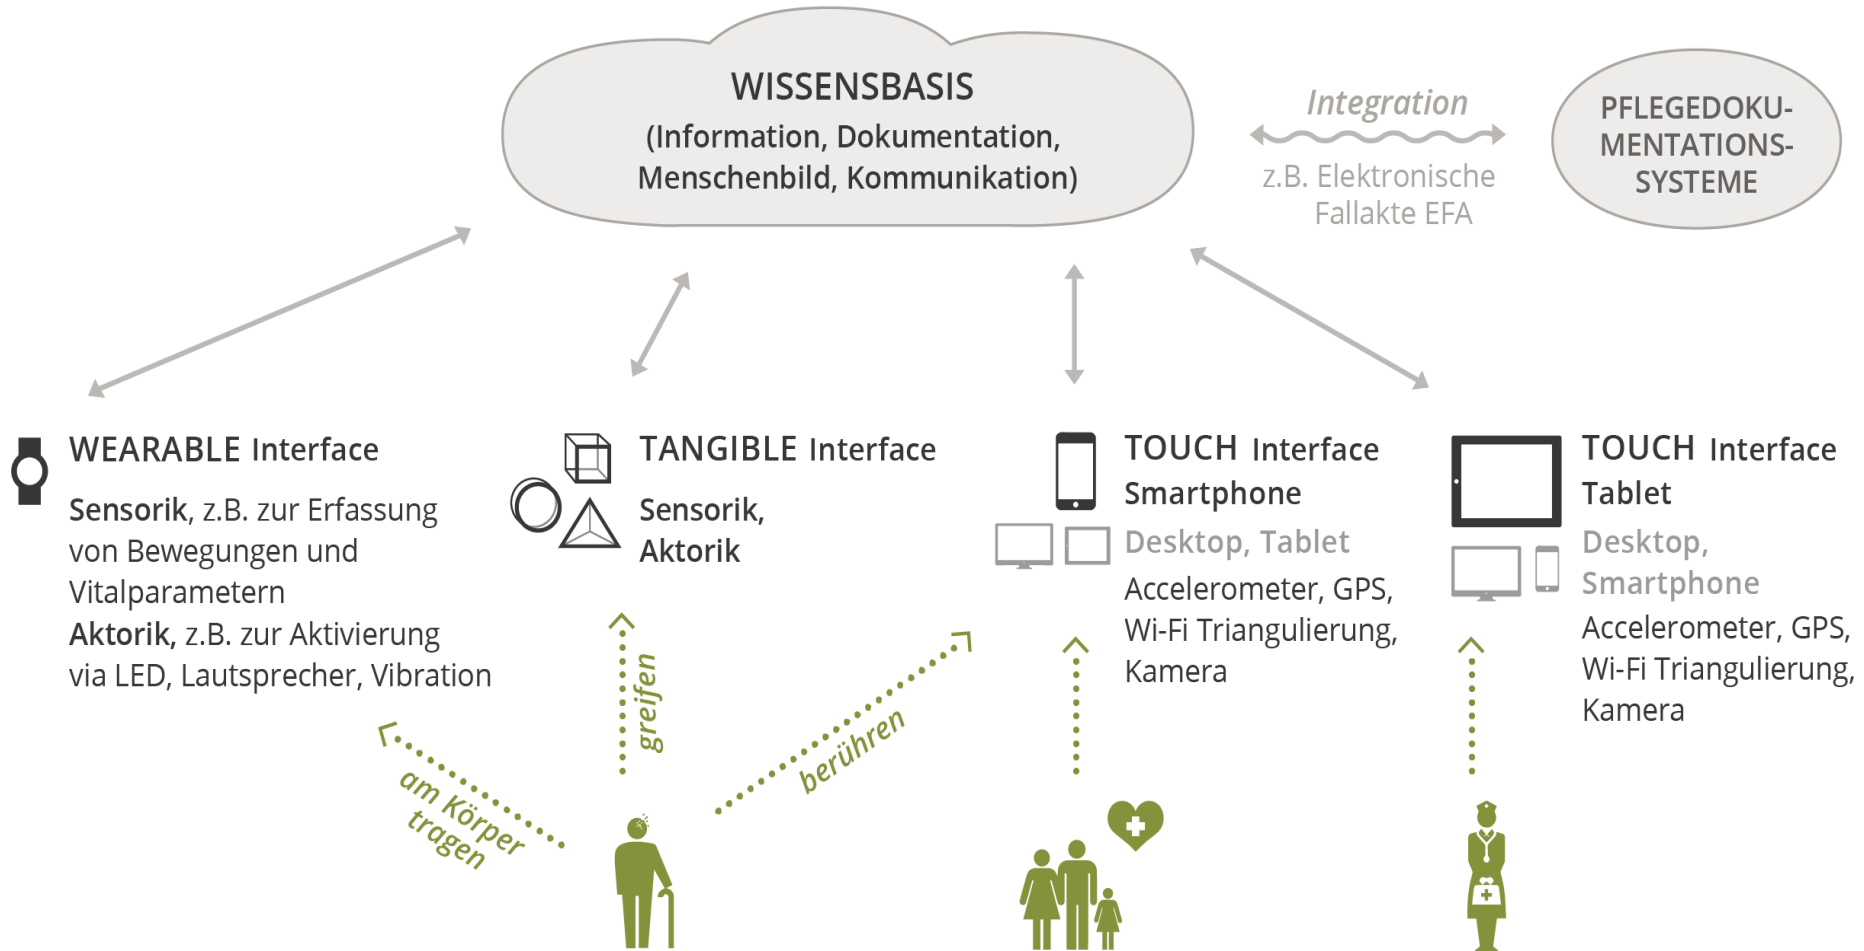 WISSENSBASIS
(Information, Dokumentation,
Menschenbild, Kommunikation)
Integration
z.B. Elektronische
Fallakte EFA
PFLEGEDOKU-
MENTATIONS-
SYSTEME
WEARABLE Interface
Sensorik, z.B. zur Erfassung
von Bewegungen und
Vitalparametern
Aktorik, z.B. zur Aktivierung
via LED, Lautsprecher, Vibration
TANGIBLE Interface
Sensorik,
Aktorik
TOUCH Interface
Smartphone
Desktop, Tablet
Accelerometer, GPS,
Wi-Fi Triangulierung,
Kamera
TOUCH Interface
Tablet
Desktop,
Smartphone
Accelerometer, GPS,
Wi-Fi Triangulierung,
Kamera
am Körper
tragen
greifen
berühren